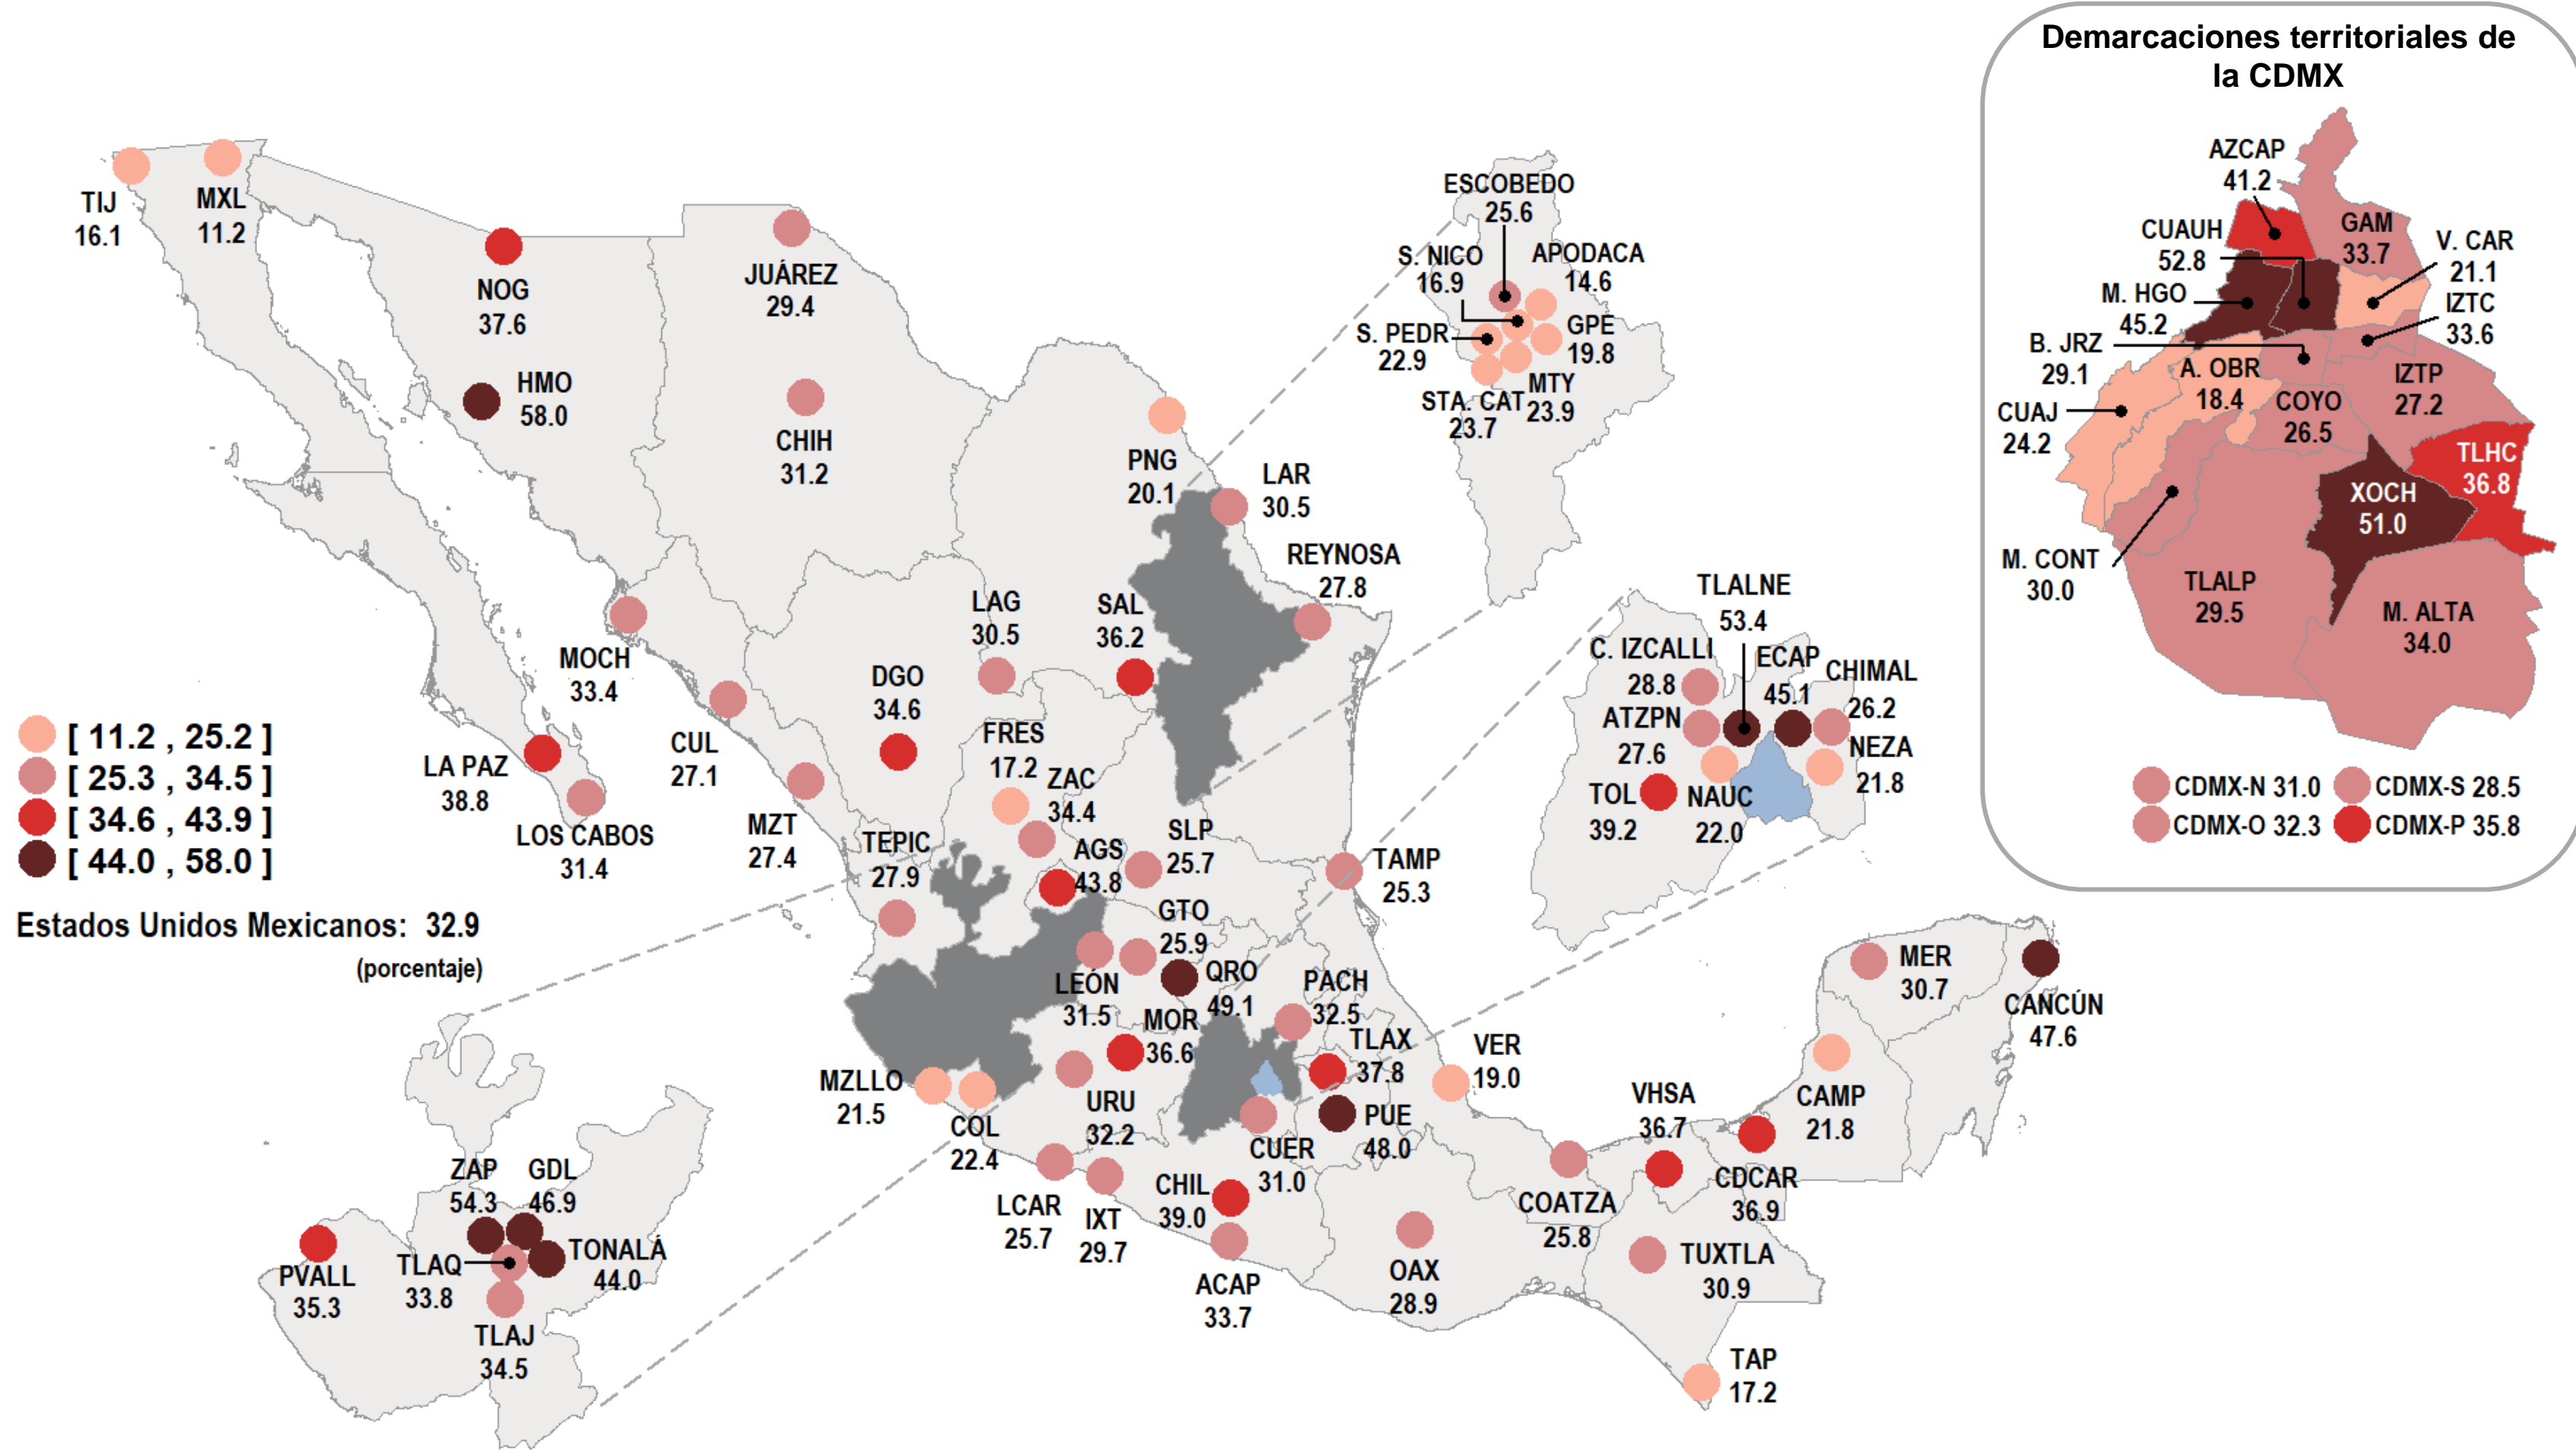 Demarcaciones territoriales de
la CDMX
AZCAP
41.2
GAM
33.7
CUAUH
52.8
V. CAR
21.1
M. HGO
45.2
IZTC
33.6
B. JRZ
29.1
A. OBR
18.4
IZTP
27.2
CUAJ
24.2
COYO
26.5
TLHC
36.8
XOCH
51.0
M. CONT
30.0
TLALP
29.5
M. ALTA
34.0
CDMX-N 31.0
CDMX-S 28.5
CDMX-O 32.3
CDMX-P 35.8
TIJ
16.1
MXL
11.2
NOG
37.6
HMO
58.0
JUÁREZ
29.4
CHIH
31.2
ESCOBEDO
25.6
S. NICO
16.9
APODACA
14.6
S. PEDR
22.9
GPE
19.8
STA. CAT
23.7
MTY
23.9
PNG
20.1
LAR
30.5
REYNOSA
27.8
MOCH
33.4
LAG
30.5
SAL
36.2
DGO
34.6
CUL
27.1
FRES
17.2
ZAC
34.4
LA PAZ
38.8
LOS CABOS
31.4
MZT
27.4
TEPIC
27.9
AGS
43.8
SLP
25.7
TAMP
25.3
GTO
25.9
LEÓN
31.5
QRO
49.1
PACH
32.5
MOR
36.6
TLAX
37.8
VER
19.0
MZLLO
21.5
COL
22.4
URU
32.2
CUER
31.0
PUE
48.0
LCAR
25.7
IXT
29.7
CHIL
39.0
ACAP
33.7
OAX
28.9
COATZA
25.8
VHSA
36.7
CDCAR
36.9
CAMP
21.8
MER
30.7
CANCÚN
47.6
TUXTLA
30.9
TAP
17.2
TLALNE
53.4
C. IZCALLI
28.8
ECAP
45.1
CHIMAL
26.2
ATZPN
27.6
NEZA
21.8
TOL
39.2
NAUC
22.0
[ 11.2 , 25.2 ]
[ 25.3 , 34.5 ]
[ 34.6 , 43.9 ]
[ 44.0 , 58.0 ]
Estados Unidos Mexicanos: 32.9
(porcentaje)
ZAP
54.3
GDL
46.9
TONALÁ
44.0
PVALL
35.3
TLAQ
33.8
TLAJ
34.5